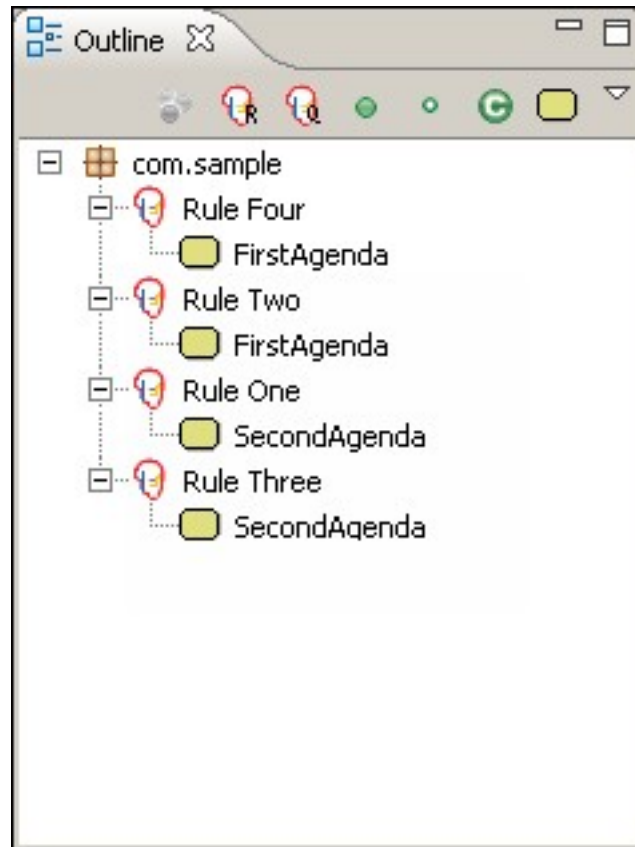 Outline
R Q C
com.sample
Rule Four
FirstAgenda
Rule Two
FirstAgenda
Rule One
SecondAgenda
Rule Three
SecondAgenda